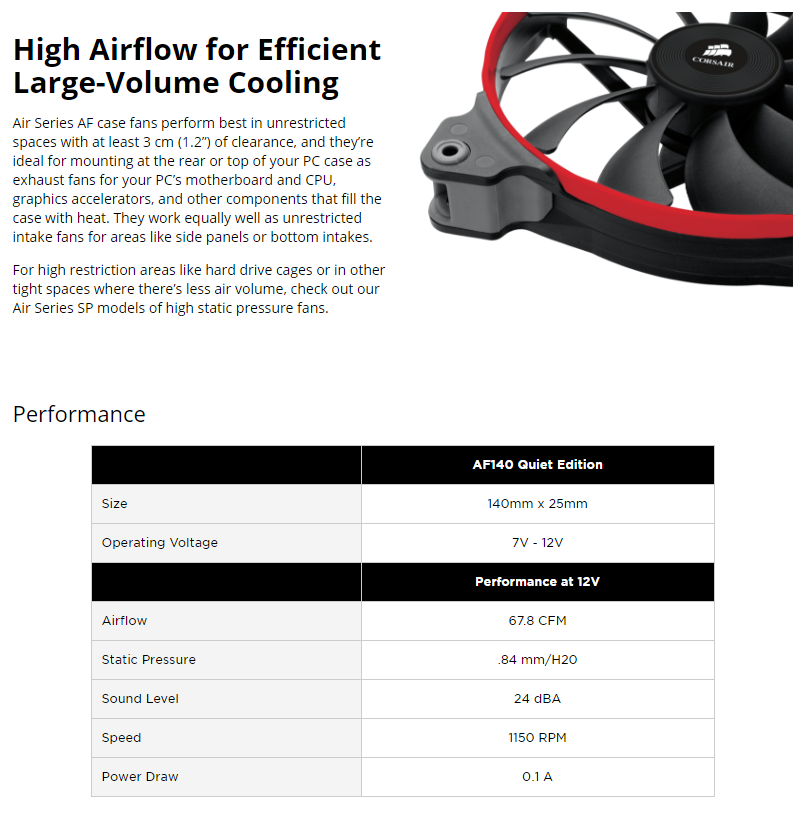 High Airflow for Efficient
Large-Volume Cooling
CORSAIR
Air Series AF case fans perform best in unrestricted
spaces with at least 3 cm (1.2”) of clearance, and they’re
ideal for mounting at the rear or top of your PC case as
exhaust fans for your PC’s motherboard and CPU,
graphics accelerators, and other components that fill the
case with heat. They work equally well as unrestricted
intake fans for areas like side panels or bottom intakes.
For high restriction areas like hard drive cages or in other
tight spaces where there’s less air volume, check out our
Air Series SP models of high static pressure fans.
Performance
AF140 Quiet Edition
Size 140mm x 25mm
Operating Voltage 7V - 12V
Performance at 12V
Airflow 67.8 CFM
Static Pressure .84 mm/H20
Sound Level 24 dBA
Speed 1150 RPM
Power Draw 0.1 A